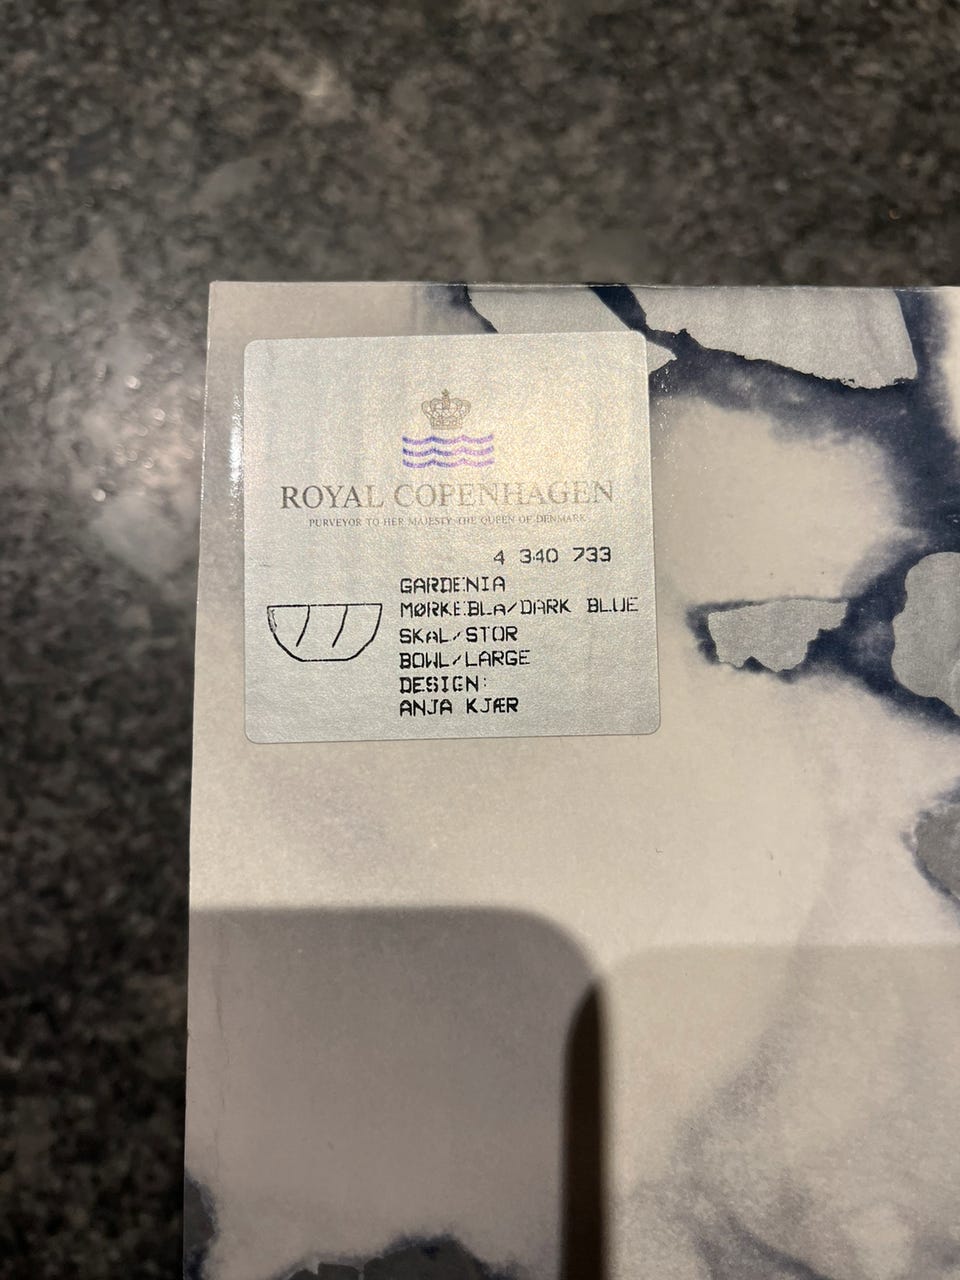 ROYAL COPENHAGEN
PURVEYOR TO HER MAJESTY THE QUEEN OF DENMARK
4 340 733
GARDENIA
MØRKEBLA/DARK BLUE
SKAL/STOR
BOWL/LARGE
DESIGN:
ANJA KJÆR